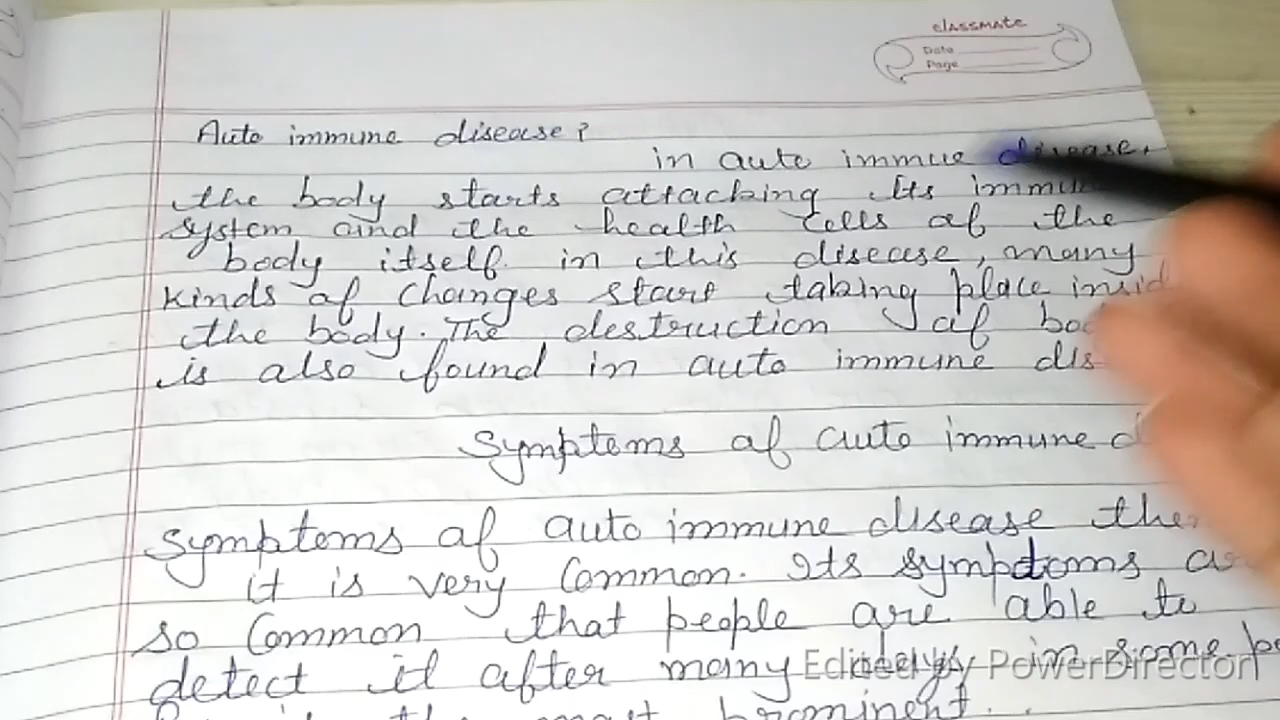 classmate
Date
Page
Auto immune disease?
in auto immue disease,
the body starts attacking Its immu
system and the health cells of the
body itself. in this disease, many
kinds of changes start taking place insid
the body. The destruction of bo
is also found in auto immune dis
Symptoms of auto immune d
Symptoms of auto immune disease the
it is very Common. Its symptoms a
so Common that people are able to
detect it after many days in some
the most prominent.
Edited by PowerDirector